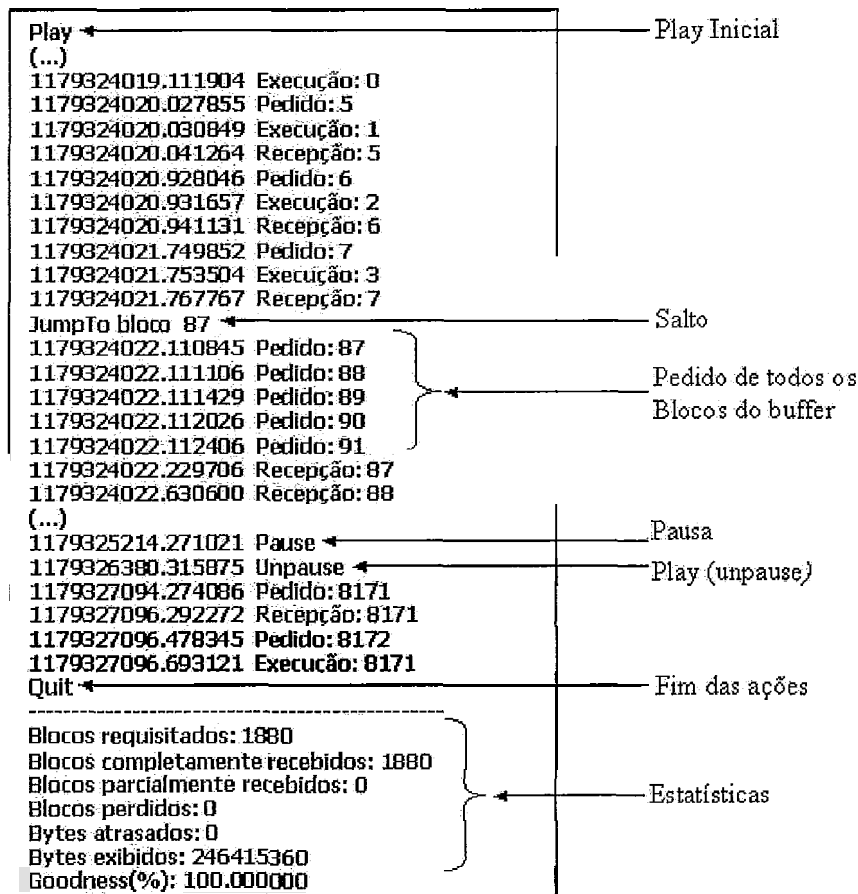 Play
Play Inicial
(...)
1179324019.111904 Execução: 0
1179324020.027855 Pedido: 5
1179324020.030849 Execução: 1
1179324020.041264 Recepção: 5
1179324020.928046 Pedido: 6
1179324020.931657 Execução: 2
1179324020.941131 Recepção: 6
1179324021.749852 Pedido: 7
1179324021.753504 Execução: 3
1179324021.767767 Recepção: 7
JumpTo bloco 87
Salto
1179324022.110845 Pedido: 87
1179324022.111106 Pedido: 88
1179324022.111429 Pedido: 89
1179324022.112026 Pedido: 90
1179324022.112406 Pedido: 91
Pedido de todos os
Blocos do buffer
1179324022.229706 Recepção: 87
1179324022.630600 Recepção: 88
(...)
1179325214.271021 Pause
Pausa
1179326380.315875 Unpause
Play (unpause)
1179327094.274086 Pedido: 8171
1179327096.292272 Recepção: 8171
1179327096.478345 Pedido: 8172
1179327096.693121 Execução: 8171
Quit
Fim das ações
Blocos requisitados: 1880
Blocos completamente recebidos: 1880
Blocos parcialmente recebidos: 0
Blocos perdidos: 0
Bytes atrasados: 0
Bytes exibidos: 246415360
Goodness(%): 100.000000
Estatísticas